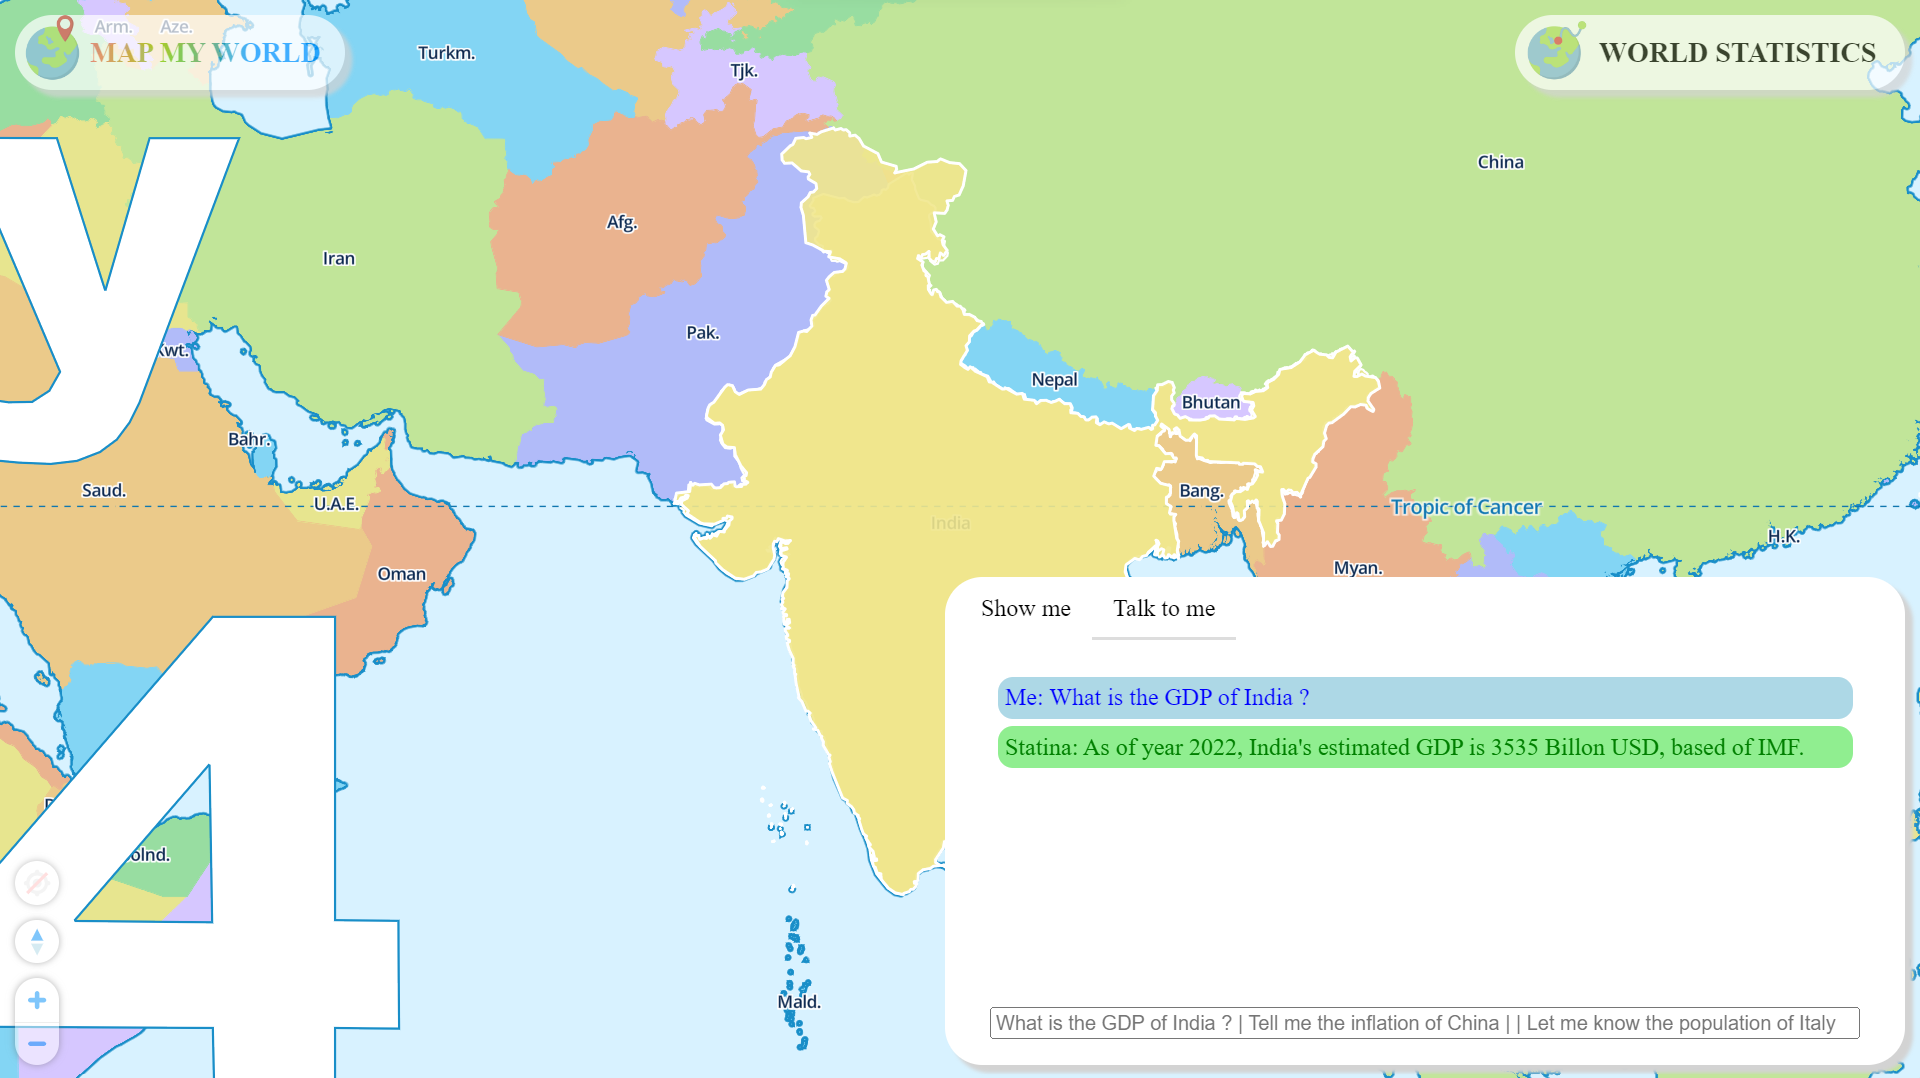 Arm.
Aze.
MAP MY WORLD
Turkm.
Tjk.
WORLD STATISTICS
China
y
Afg.
Iran
Pak.
Kwt.
Nepal
Bhutan
Bahr.
Saud.
U.A.E.
Bang.
Tropic of Cancer
India
H.K.
Oman
Myan.
Show me
Talk to me
Me: What is the GDP of India ?
Statina: As of year 2022, India's estimated GDP is 3535 Billon USD, based of IMF.
4
olnd.
Mald.
+
−
What is the GDP of India ? | Tell me the inflation of China | | Let me know the population of Italy